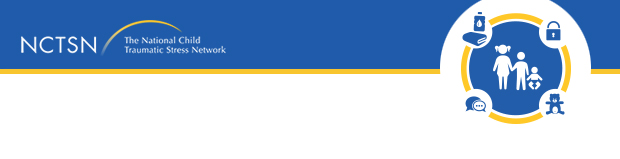 NCTSN
The National Child
Traumatic Stress Network